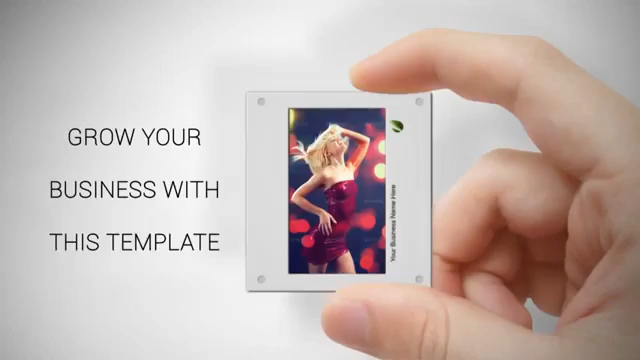 GROW YOUR
BUSINESS WITH
THIS TEMPLATE
Your Business Name Here